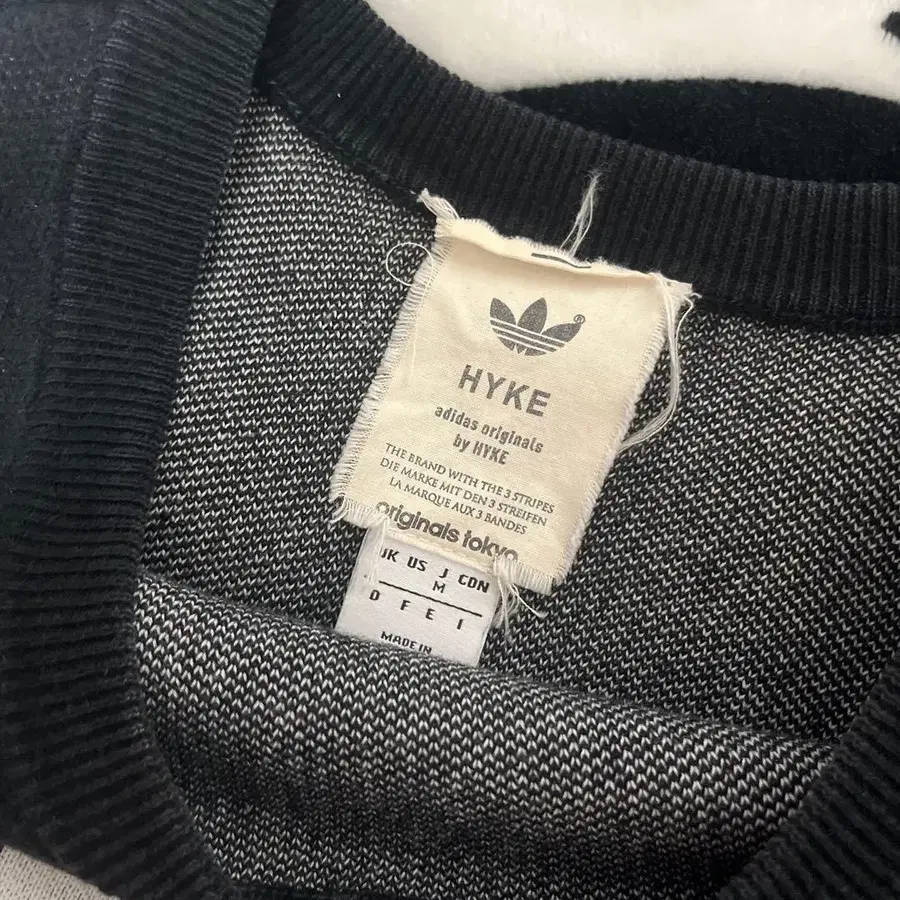 ®
HYKE
adidas originals
by HYKE
THE BRAND WITH THE 3 STRIPES
DIE MARKE MIT DEN 3 STREIFEN
LA MARQUE AUX 3 BANDES
originals tokyo
UK US J CDN
M
D F E I
MADE IN